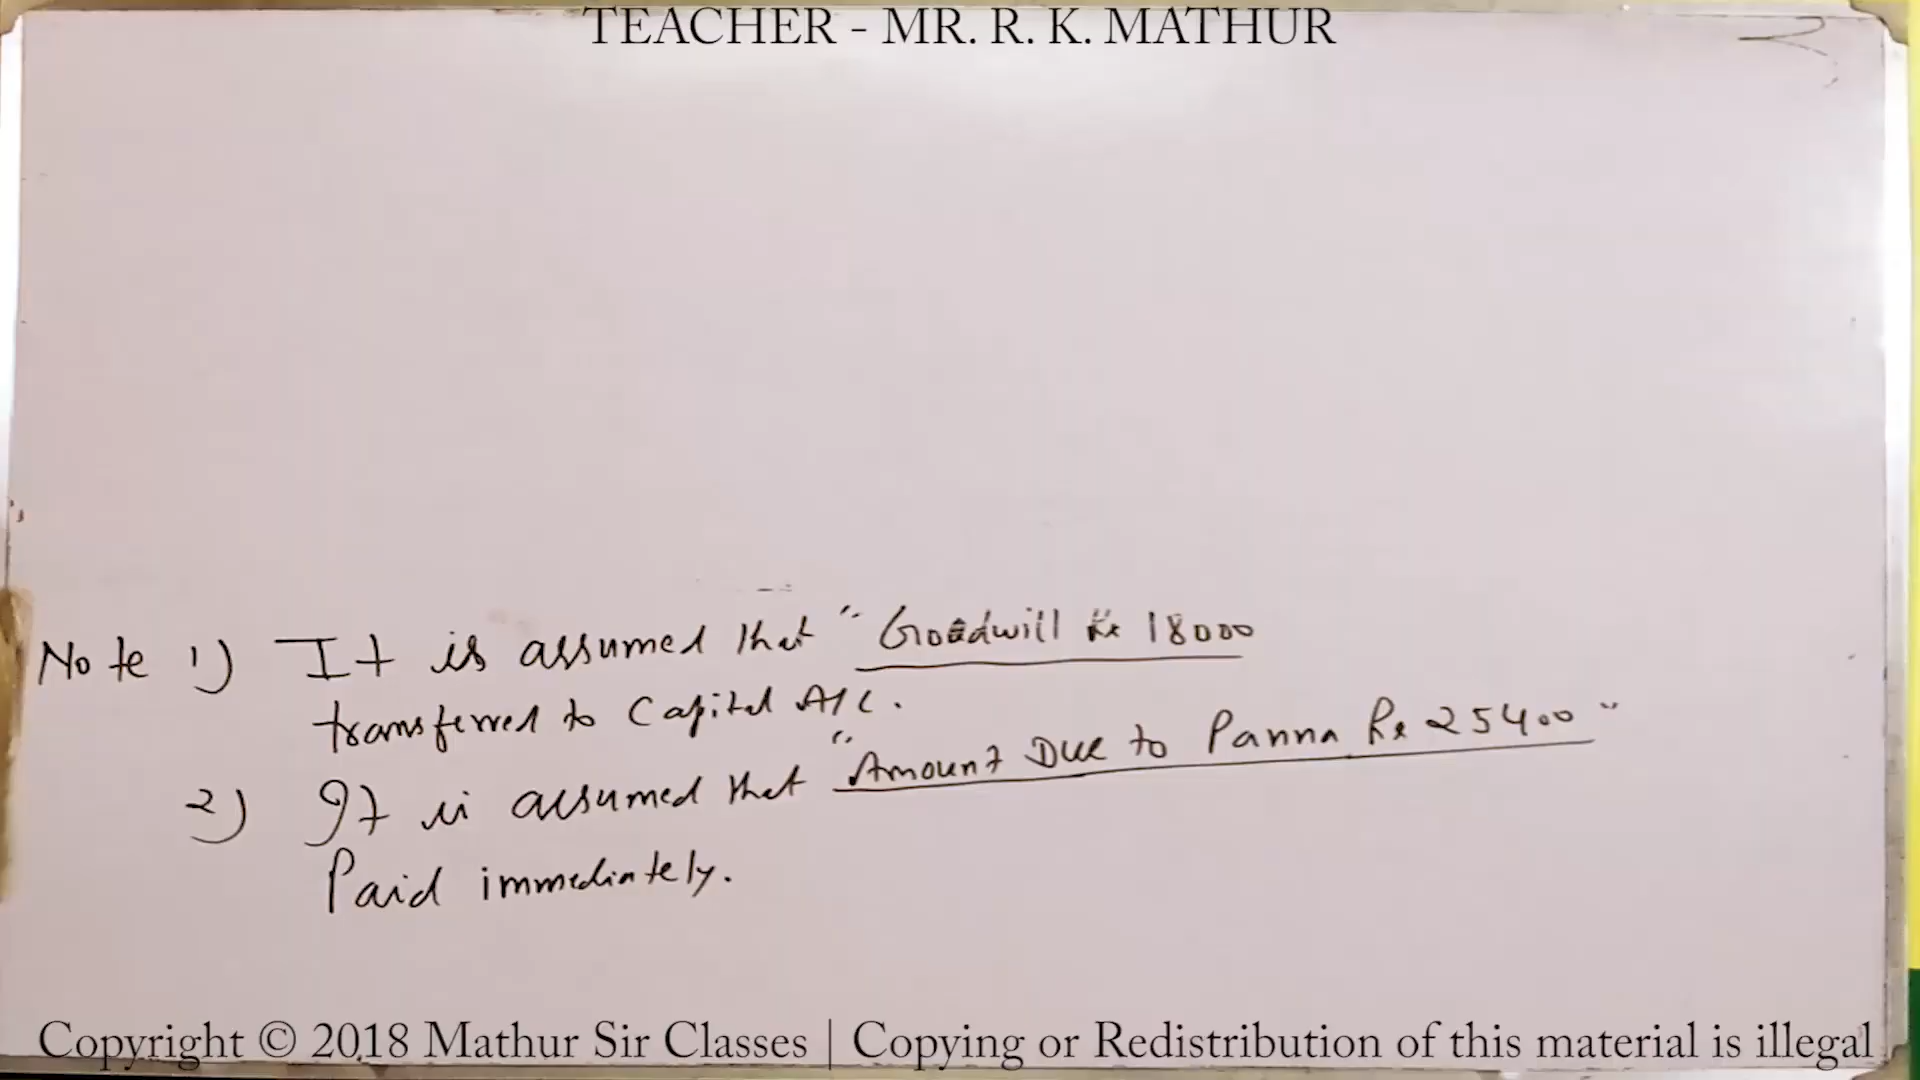 TEACHER - MR. R. K. MATHUR
Note 1) It is assumed that "Goodwill Rs 18000
transferred to Capital A/C.
2) It is assumed that "Amount Due to Panna Rs 25400"
Paid immediately.
Copyright © 2018 Mathur Sir Classes | Copying or Redistribution of this material is illegal